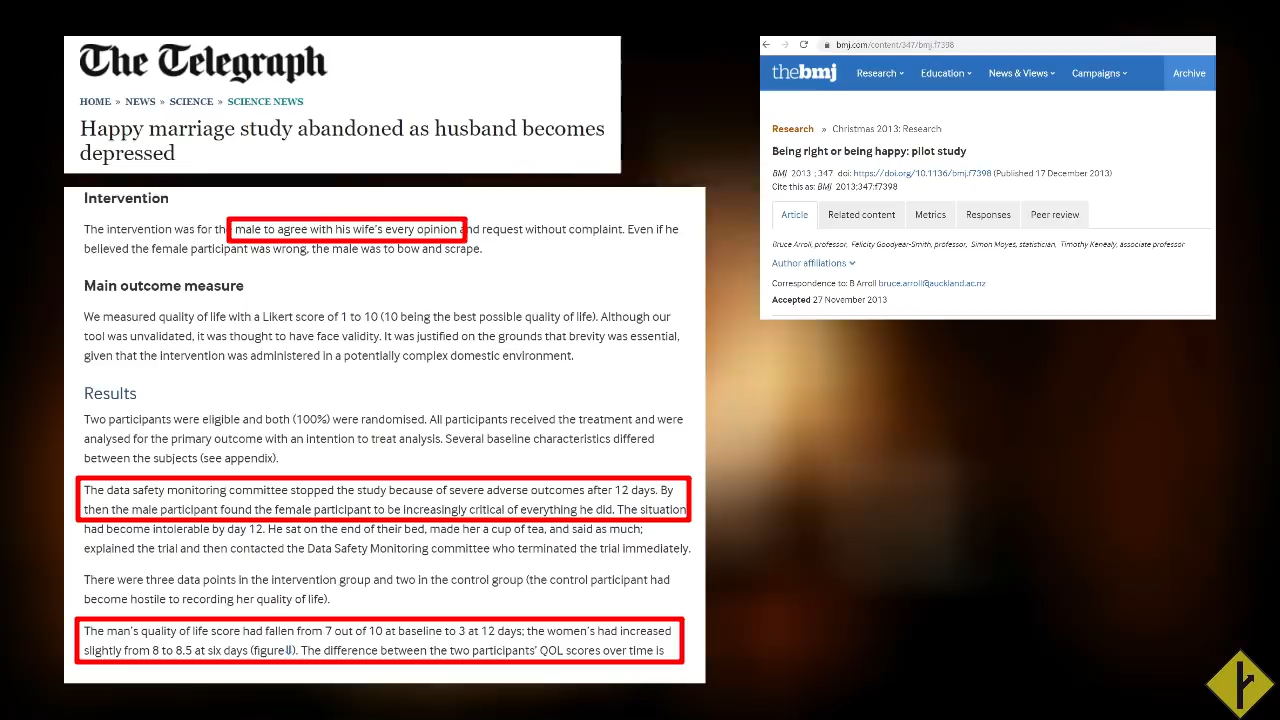 The Telegraph
HOME » NEWS » SCIENCE » SCIENCE NEWS
Happy marriage study abandoned as husband becomes
depressed
Intervention
The intervention was for the male to agree with his wife's every opinion and request without complaint. Even if he
believed the female participant was wrong, the male was to bow and scrape.
Main outcome measure
We measured quality of life with a Likert score of 1 to 10 (10 being the best possible quality of life). Although our
tool was unvalidated, it was thought to have face validity. It was justified on the grounds that brevity was essential,
given that the intervention was administered in a potentially complex domestic environment.
Results
Two participants were eligible and both (100%) were randomised. All participants received the treatment and were
analysed for the primary outcome with an intention to treat analysis. Several baseline characteristics differed
between the subjects (see appendix).
The data safety monitoring committee stopped the study because of severe adverse outcomes after 12 days. By
then the male participant found the female participant to be increasingly critical of everything he did. The situation
had become intolerable by day 12. He sat on the end of their bed, made her a cup of tea, and said as much;
explained the trial and then contacted the Data Safety Monitoring committee who terminated the trial immediately.
There were three data points in the intervention group and two in the control group (the control participant had
become hostile to recording her quality of life).
The man's quality of life score had fallen from 7 out of 10 at baseline to 3 at 12 days; the women's had increased
slightly from 8 to 8.5 at six days (figure⇓). The difference between the two participants' QOL scores over time is
bmj.com/content/347/bmj.f7398
thebmj Research Education News & Views Campaigns Archive
Research » Christmas 2013: Research
Being right or being happy: pilot study
BMJ 2013 ; 347 doi: https://doi.org/10.1136/bmj.f7398 (Published 17 December 2013)
Cite this as: BMJ 2013;347:f7398
Article Related content Metrics Responses Peer review
Bruce Arroll, professor, Felicity Goodyear-Smith, professor, Simon Moyes, statistician, Timothy Kenealy, associate professor
Author affiliations
Correspondence to: B Arroll bruce.arroll@auckland.ac.nz
Accepted 27 November 2013